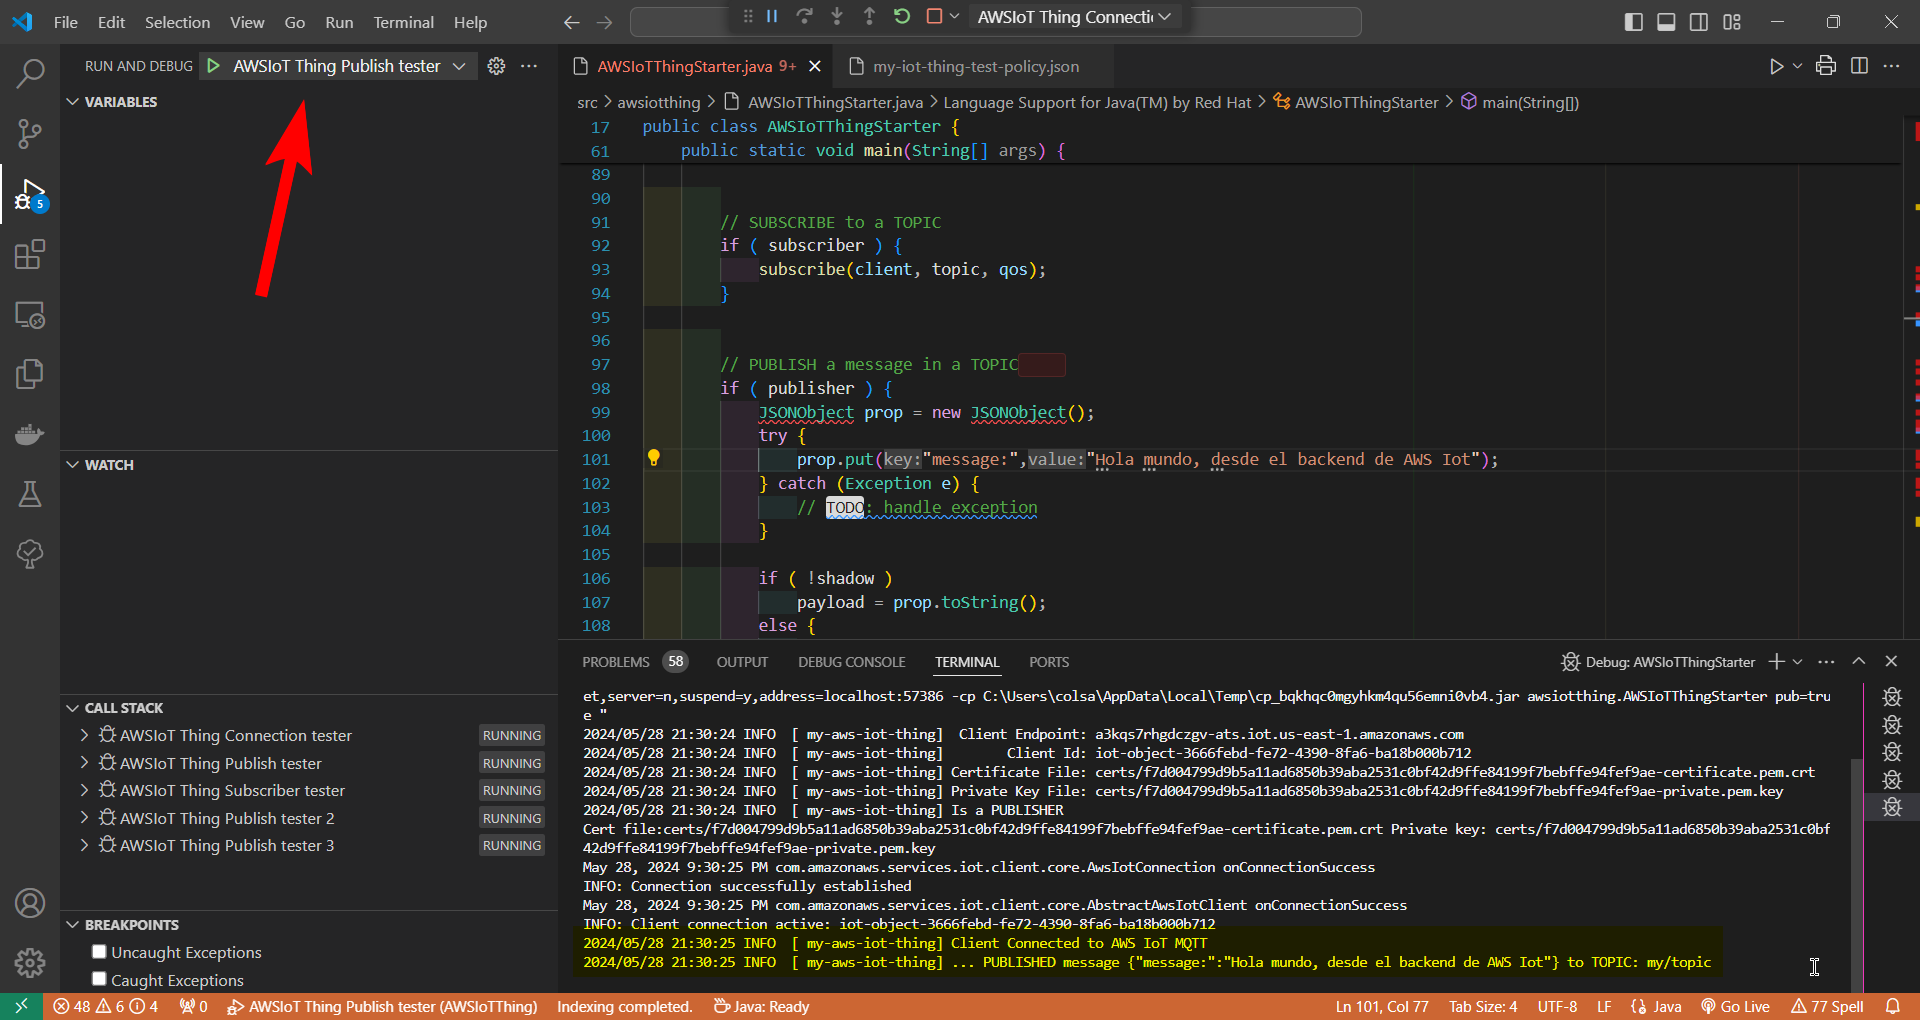 File Edit Selection View Go Run Terminal Help
AWSIoT Thing Connecti
RUN AND DEBUG AWSIoT Thing Publish tester
AWSIoTThingStarter.java 9+
my-iot-thing-test-policy.json
VARIABLES
src > awsiotthing > AWSIoTThingStarter.java > Language Support for Java(TM) by Red Hat > AWSIoTThingStarter > main(String[])
17 public class AWSIoTThingStarter {
61 public static void main(String[] args) {
89
90
91 // SUBSCRIBE to a TOPIC
92 if ( subscriber ) {
93 subscribe(client, topic, qos);
94 }
95
96
97 // PUBLISH a message in a TOPIC
98 if ( publisher ) {
99 JSONObject prop = new JSONObject();
100 try {
101 prop.put(key:"message:",value:"Hola mundo, desde el backend de AWS Iot");
102 } catch (Exception e) {
103 // TODO: handle exception
104 }
105
106 if ( !shadow )
107 payload = prop.toString();
108 else {
5
WATCH
CALL STACK
AWSIoT Thing Connection tester RUNNING
AWSIoT Thing Publish tester RUNNING
AWSIoT Thing Subscriber tester RUNNING
AWSIoT Thing Publish tester 2 RUNNING
AWSIoT Thing Publish tester 3 RUNNING
BREAKPOINTS
Uncaught Exceptions
Caught Exceptions
PROBLEMS 58 OUTPUT DEBUG CONSOLE TERMINAL PORTS
Debug: AWSIoTThingStarter
et,server=n,suspend=y,address=localhost:57386 -cp C:\Users\colsa\AppData\Local\Temp\cp_bqkhqc0mgyhkm4qu56emni0vb4.jar awsiotthing.AWSIoTThingStarter pub=tru
e "
2024/05/28 21:30:24 INFO [ my-aws-iot-thing] Client Endpoint: a3kqs7rhgdczgv-ats.iot.us-east-1.amazonaws.com
2024/05/28 21:30:24 INFO [ my-aws-iot-thing] Client Id: iot-object-3666febd-fe72-4390-8fa6-ba18b000b712
2024/05/28 21:30:24 INFO [ my-aws-iot-thing] Certificate File: certs/f7d004799d9b5a11ad6850b39aba2531c0bf42d9ffe84199f7bebffe94fef9ae-certificate.pem.crt
2024/05/28 21:30:24 INFO [ my-aws-iot-thing] Private Key File: certs/f7d004799d9b5a11ad6850b39aba2531c0bf42d9ffe84199f7bebffe94fef9ae-private.pem.key
2024/05/28 21:30:24 INFO [ my-aws-iot-thing] Is a PUBLISHER
Cert file:certs/f7d004799d9b5a11ad6850b39aba2531c0bf42d9ffe84199f7bebffe94fef9ae-certificate.pem.crt Private key: certs/f7d004799d9b5a11ad6850b39aba2531c0bf
42d9ffe84199f7bebffe94fef9ae-private.pem.key
May 28, 2024 9:30:25 PM com.amazonaws.services.iot.client.core.AwsIotConnection onConnectionSuccess
INFO: Connection successfully established
May 28, 2024 9:30:25 PM com.amazonaws.services.iot.client.core.AbstractAwsIotClient onConnectionSuccess
INFO: Client connection active: iot-object-3666febd-fe72-4390-8fa6-ba18b000b712
2024/05/28 21:30:25 INFO [ my-aws-iot-thing] Client Connected to AWS IoT MQTT
2024/05/28 21:30:25 INFO [ my-aws-iot-thing] ... PUBLISHED message {"message:":"Hola mundo, desde el backend de AWS Iot"} to TOPIC: my/topic
48 6 4 0 AWSIoT Thing Publish tester (AWSIoTThing) Indexing completed. Java: Ready
Ln 101, Col 77 Tab Size: 4 UTF-8 LF {} Java Go Live 77 Spell